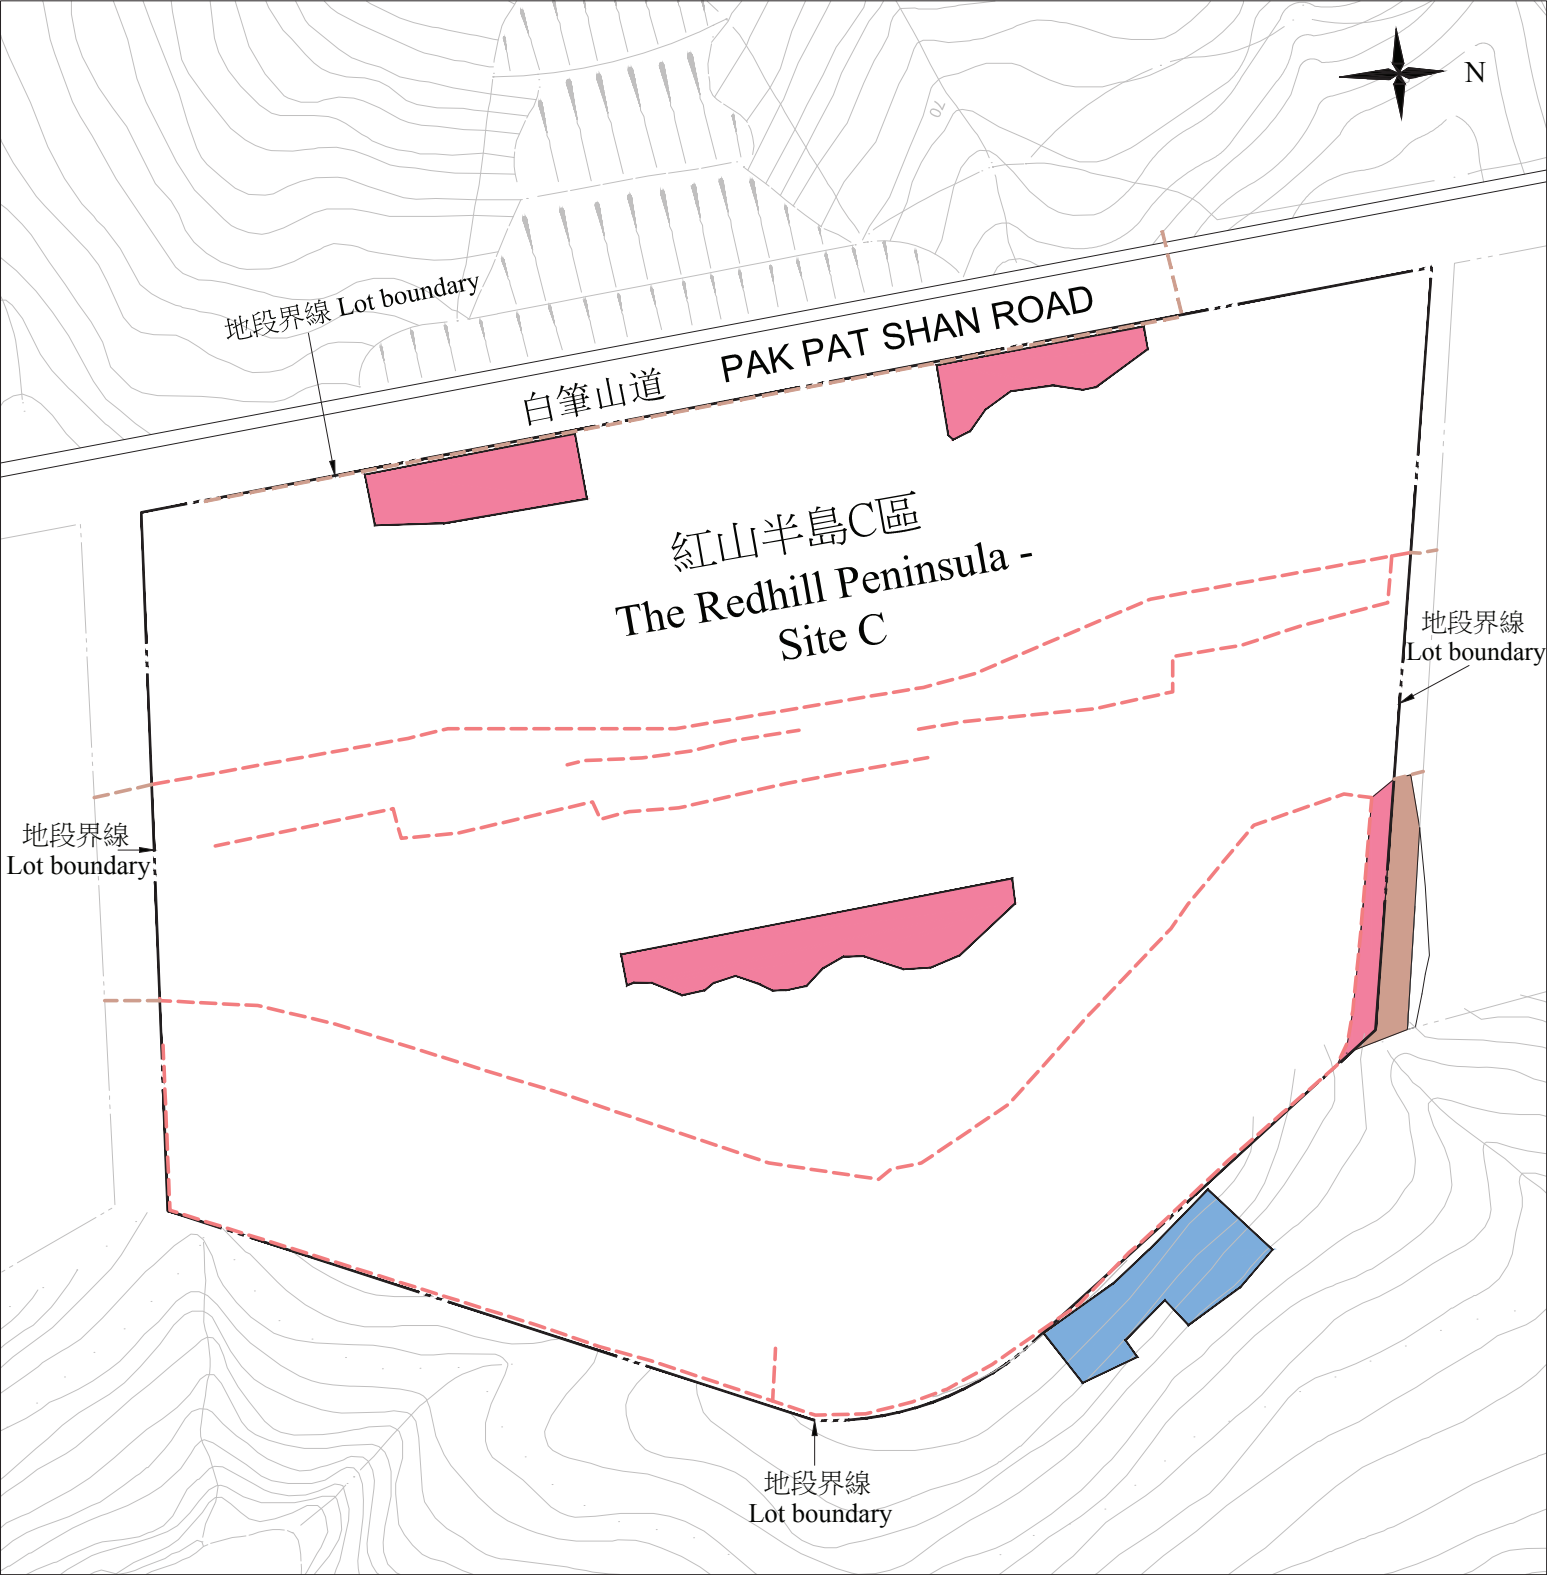 N
70
地段界線 Lot boundary
白筆山道 PAK PAT SHAN ROAD
紅山半島C區
The Redhill Peninsula -
Site C
地段界線
Lot boundary
地段界線
Lot boundary
地段界線
Lot boundary